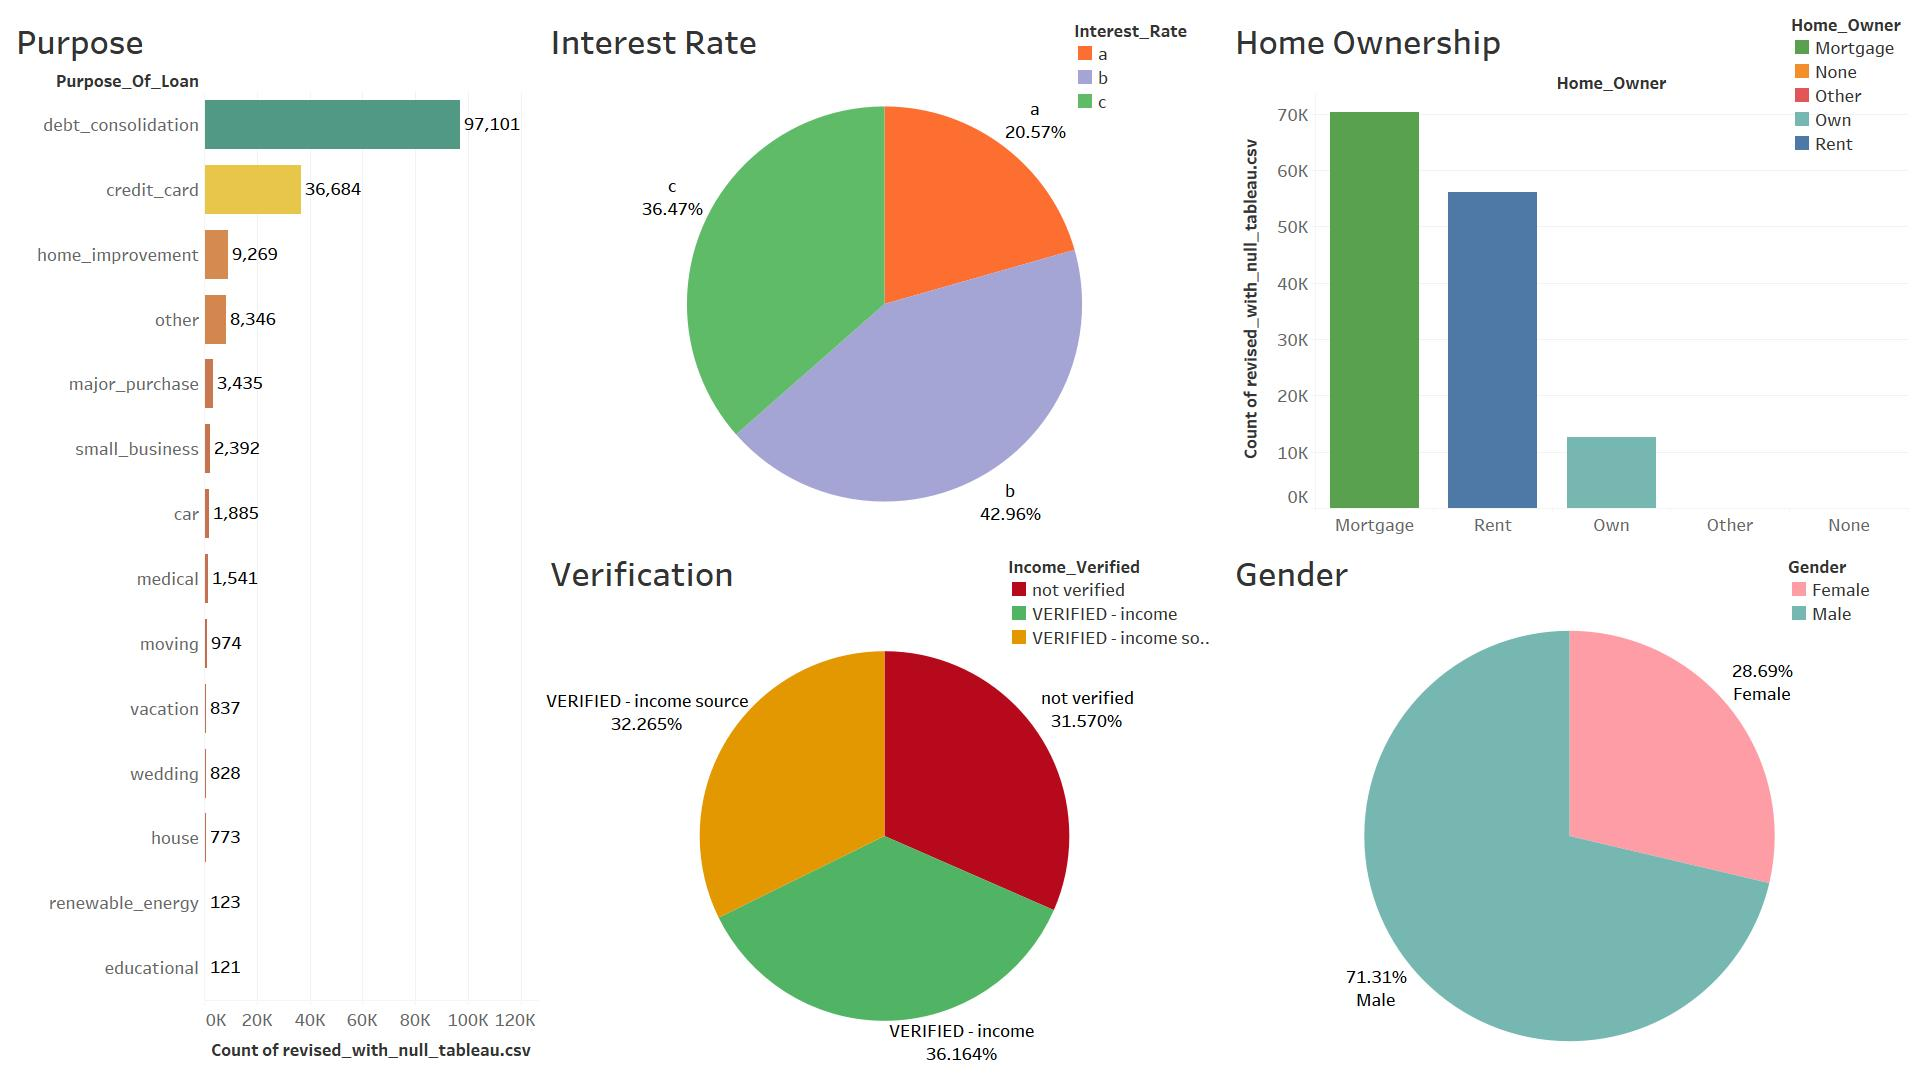 Purpose
Purpose_Of_Loan
debt_consolidation 97,101
credit_card 36,684
home_improvement 9,269
other 8,346
major_purchase 3,435
small_business 2,392
car 1,885
medical 1,541
moving 974
vacation 837
wedding 828
house 773
renewable_energy 123
educational 121
0K 20K 40K 60K 80K 100K 120K
Count of revised_with_null_tableau.csv
Interest Rate
Interest_Rate
a
b
c
a
20.57%
c
36.47%
b
42.96%
Home Ownership
Home_Owner
Mortgage
None
Other
Own
Rent
Home_Owner
Count of revised_with_null_tableau.csv
70K
60K
50K
40K
30K
20K
10K
0K
Mortgage Rent Own Other None
Verification
Income_Verified
not verified
VERIFIED - income
VERIFIED - income so..
VERIFIED - income source
32.265%
not verified
31.570%
VERIFIED - income
36.164%
Gender
Gender
Female
Male
28.69%
Female
71.31%
Male